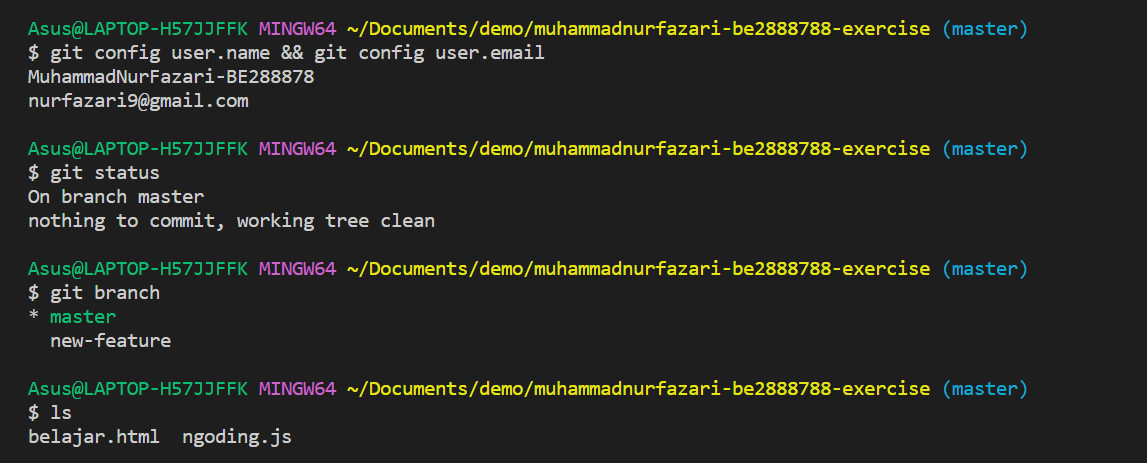 Asus@LAPTOP-H57JJFFK MINGW64 ~/Documents/demo/muhammadnurfazari-be2888788-exercise (master)
$ git config user.name && git config user.email
MuhammadNurFazari-BE288878
nurfazari9@gmail.com

Asus@LAPTOP-H57JJFFK MINGW64 ~/Documents/demo/muhammadnurfazari-be2888788-exercise (master)
$ git status
On branch master
nothing to commit, working tree clean

Asus@LAPTOP-H57JJFFK MINGW64 ~/Documents/demo/muhammadnurfazari-be2888788-exercise (master)
$ git branch
* master
  new-feature

Asus@LAPTOP-H57JJFFK MINGW64 ~/Documents/demo/muhammadnurfazari-be2888788-exercise (master)
$ ls
belajar.html  ngoding.js